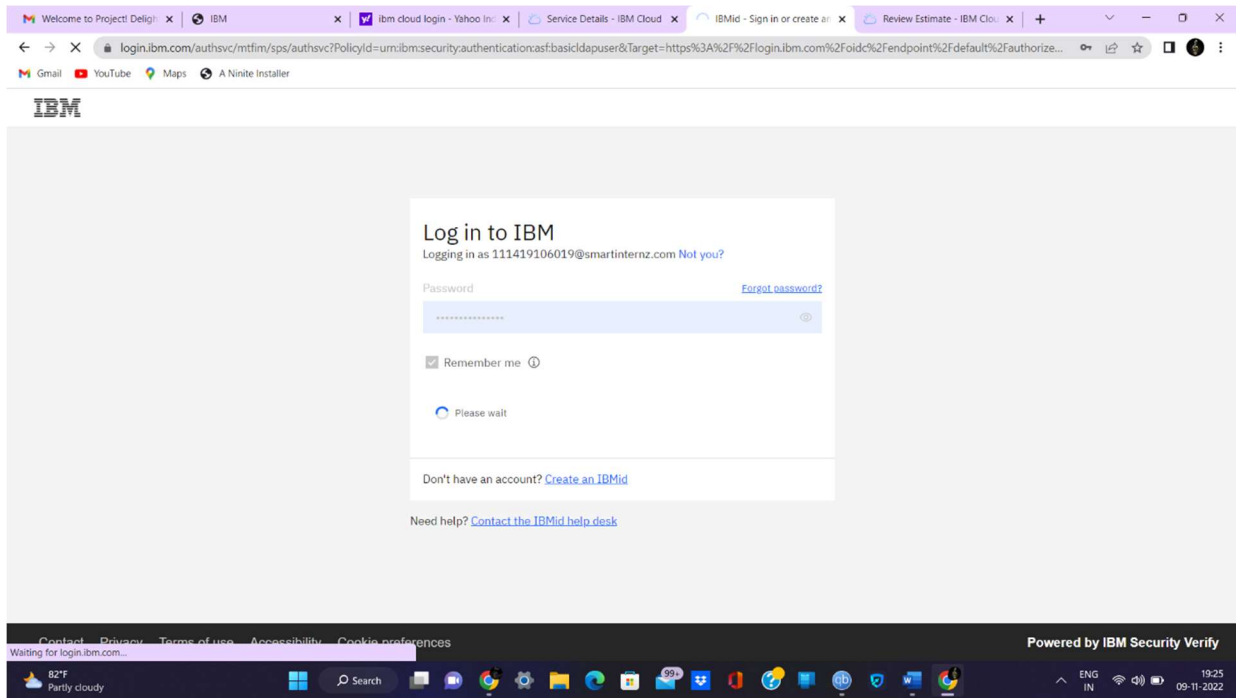 Welcome to Project! Deligh
IBM
ibm cloud login - Yahoo Ind
Service Details - IBM Cloud
IBMid - Sign in or create an
Review Estimate - IBM Clou
login.ibm.com/authsvc/mtfim/sps/authsvc?PolicyId=urn:ibm:security:authentication:asf:basicldapuser&Target=https%3A%2F%2Flogin.ibm.com%2Foidc%2Fendpoint%2Fdefault%2Fauthorize...
Gmail YouTube Maps A Ninite Installer
IBM
Log in to IBM
Logging in as 111419106019@smartinternz.com Not you?
Password Forgot password?
Remember me
Please wait
Don't have an account? Create an IBMid
Need help? Contact the IBMid help desk
Contact Privacy Terms of use Accessibility Cookie preferences Powered by IBM Security Verify
Waiting for login.ibm.com...
82°F
Partly cloudy
Search
99+
ENG
IN
19:25
09-11-2022